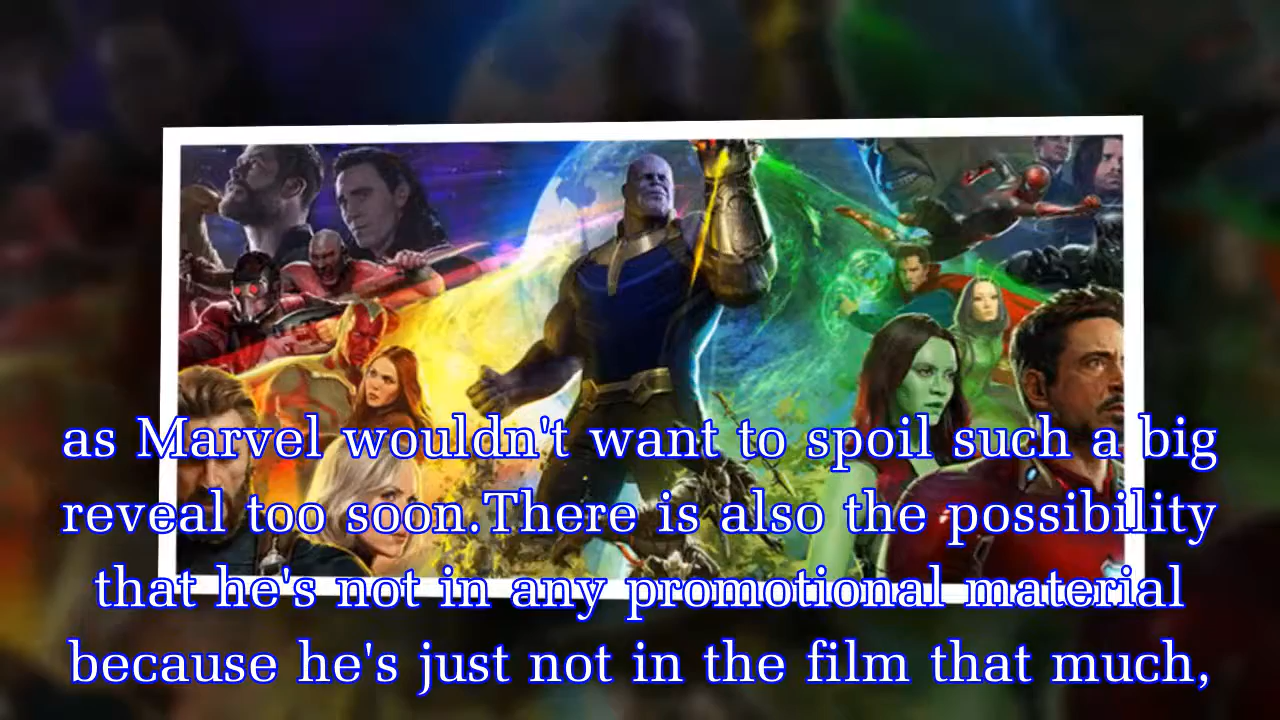 as Marvel wouldn't want to spoil such a big
reveal too soon.There is also the possibility
that he's not in any promotional material
because he's just not in the film that much,